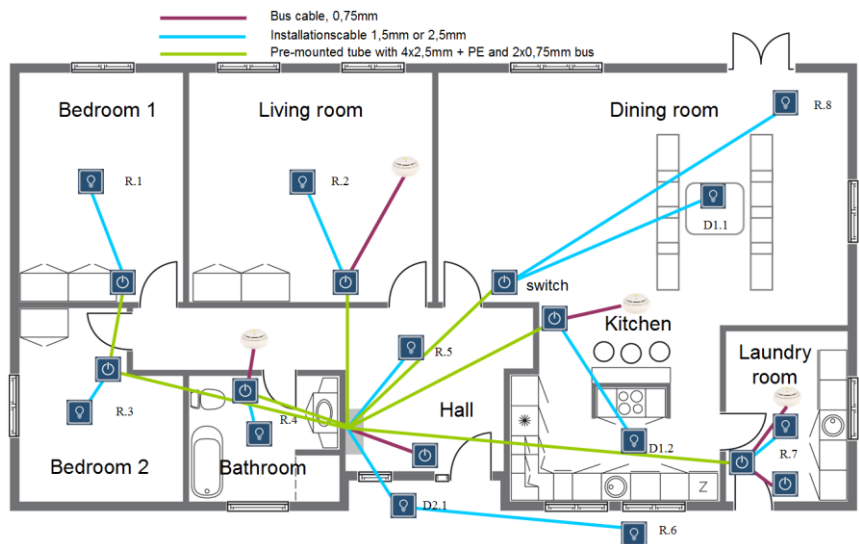 Bus cable, 0,75mm
Installationscable 1,5mm or 2,5mm
Pre-mounted tube with 4x2,5mm + PE and 2x0,75mm bus
Bedroom 1
Living room
Dining room
R.8
R.1
R.2
D1.1
switch
Kitchen
R.5
Laundry
room
R.3
R.4
Hall
D1.2
R.7
Bedroom 2
Bathroom
Z
D2.1
R.6